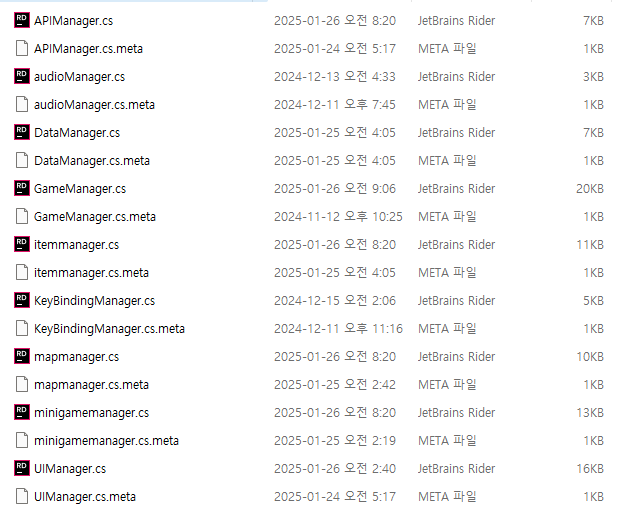 RD APIManager.cs 2025-01-26 오전 8:20 JetBrains Rider 7KB
APIManager.cs.meta 2025-01-24 오전 5:17 META 파일 1KB
RD audioManager.cs 2024-12-13 오전 4:33 JetBrains Rider 3KB
audioManager.cs.meta 2024-12-11 오후 7:45 META 파일 1KB
RD DataManager.cs 2025-01-25 오전 4:05 JetBrains Rider 7KB
DataManager.cs.meta 2025-01-25 오전 4:05 META 파일 1KB
RD GameManager.cs 2025-01-26 오전 9:06 JetBrains Rider 20KB
GameManager.cs.meta 2024-11-12 오후 10:25 META 파일 1KB
RD itemmanager.cs 2025-01-26 오전 8:20 JetBrains Rider 11KB
itemmanager.cs.meta 2025-01-25 오전 4:05 META 파일 1KB
RD KeyBindingManager.cs 2024-12-15 오전 2:06 JetBrains Rider 5KB
KeyBindingManager.cs.meta 2024-12-11 오후 11:16 META 파일 1KB
RD mapmanager.cs 2025-01-26 오전 8:20 JetBrains Rider 10KB
mapmanager.cs.meta 2025-01-25 오전 2:42 META 파일 1KB
RD minigamemanager.cs 2025-01-26 오전 8:20 JetBrains Rider 13KB
minigamemanager.cs.meta 2025-01-25 오전 2:19 META 파일 1KB
RD UIManager.cs 2025-01-26 오전 2:40 JetBrains Rider 16KB
UIManager.cs.meta 2025-01-24 오전 5:17 META 파일 1KB